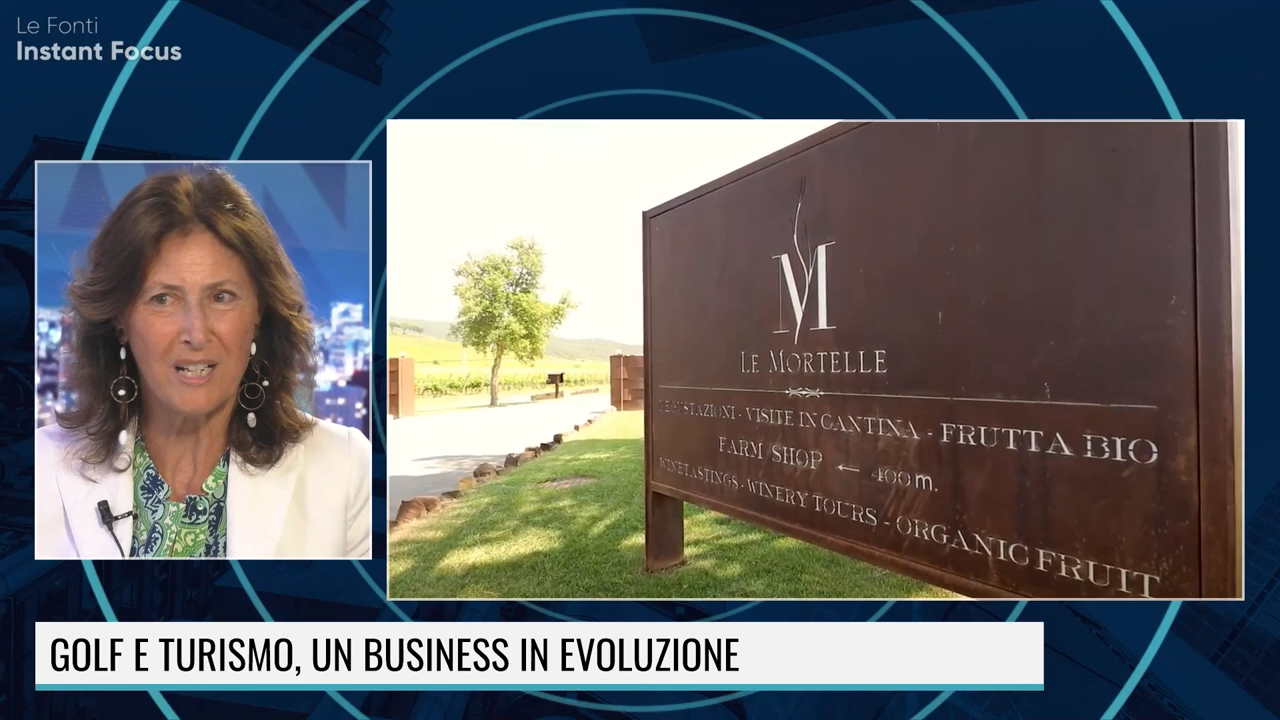 Le Fonti
Instant Focus
M
LE MORTELLE
DEGUSTAZIONI - VISITE IN CANTINA - FRUTTA BIO
FARM SHOP ← 400 m.
WINETASTINGS - WINERY TOURS - ORGANIC FRUIT
GOLF E TURISMO, UN BUSINESS IN EVOLUZIONE